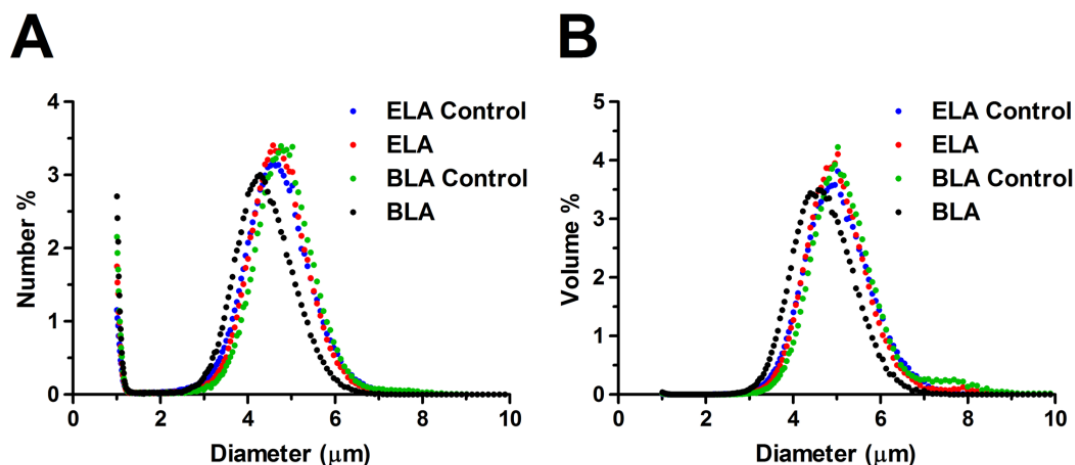 A
B
Number %
4
3
2
1
0
0
2
4
6
8
10
Diameter (μm)
ELA Control
ELA
BLA Control
BLA
Volume %
5
4
3
2
1
0
0
2
4
6
8
10
Diameter (μm)
ELA Control
ELA
BLA Control
BLA